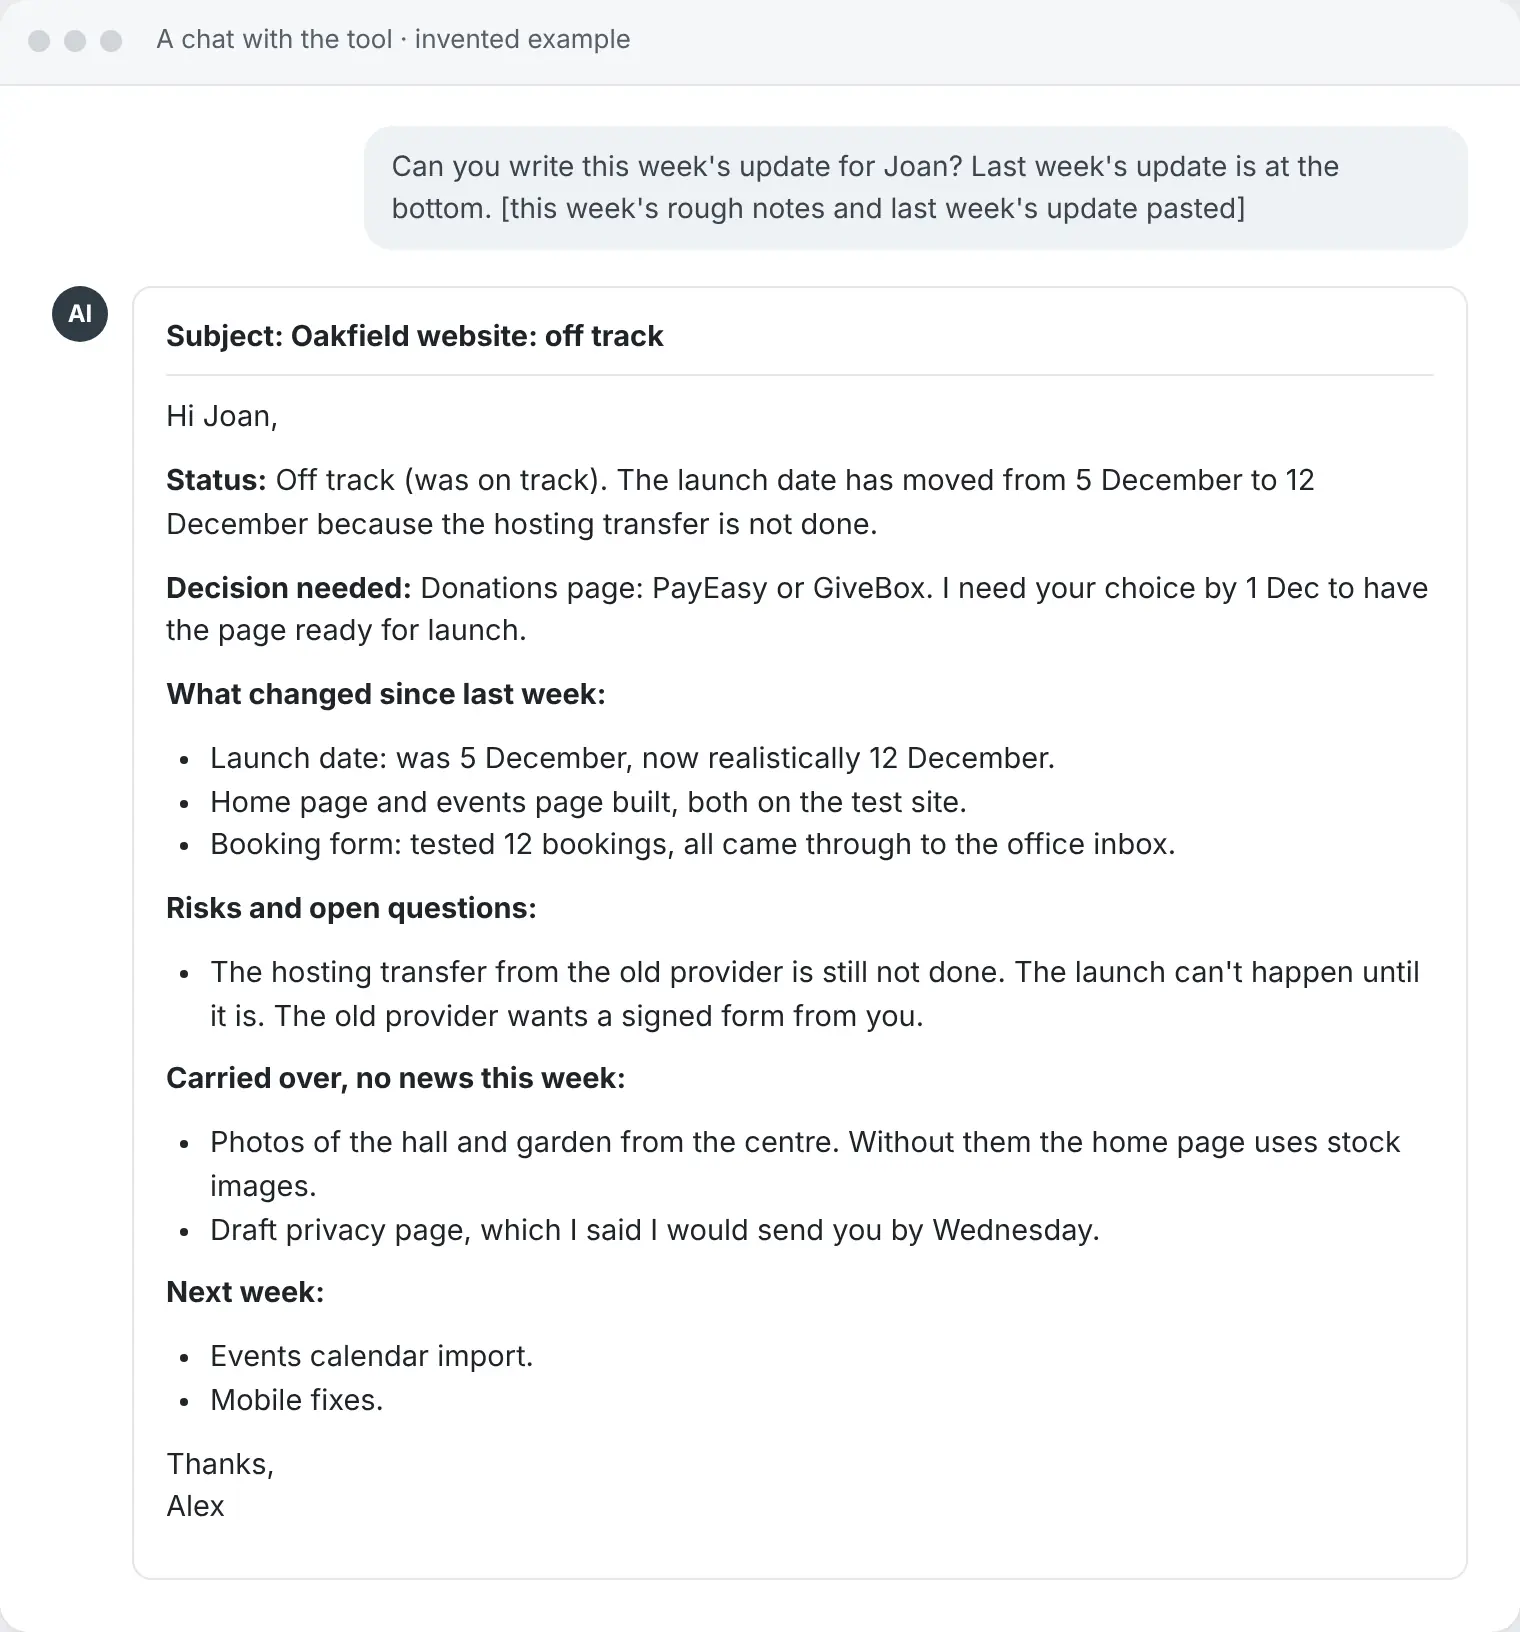 A chat with the tool · invented example
Can you write this week's update for Joan? Last week's update is at the
bottom. [this week's rough notes and last week's update pasted]
AI
Subject: Oakfield website: off track
Hi Joan,
Status: Off track (was on track). The launch date has moved from 5 December to 12
December because the hosting transfer is not done.
Decision needed: Donations page: PayEasy or GiveBox. I need your choice by 1 Dec to have
the page ready for launch.
What changed since last week:
• Launch date: was 5 December, now realistically 12 December.
• Home page and events page built, both on the test site.
• Booking form: tested 12 bookings, all came through to the office inbox.
Risks and open questions:
• The hosting transfer from the old provider is still not done. The launch can't happen until
it is. The old provider wants a signed form from you.
Carried over, no news this week:
• Photos of the hall and garden from the centre. Without them the home page uses stock
images.
• Draft privacy page, which I said I would send you by Wednesday.
Next week:
• Events calendar import.
• Mobile fixes.
Thanks,
Alex